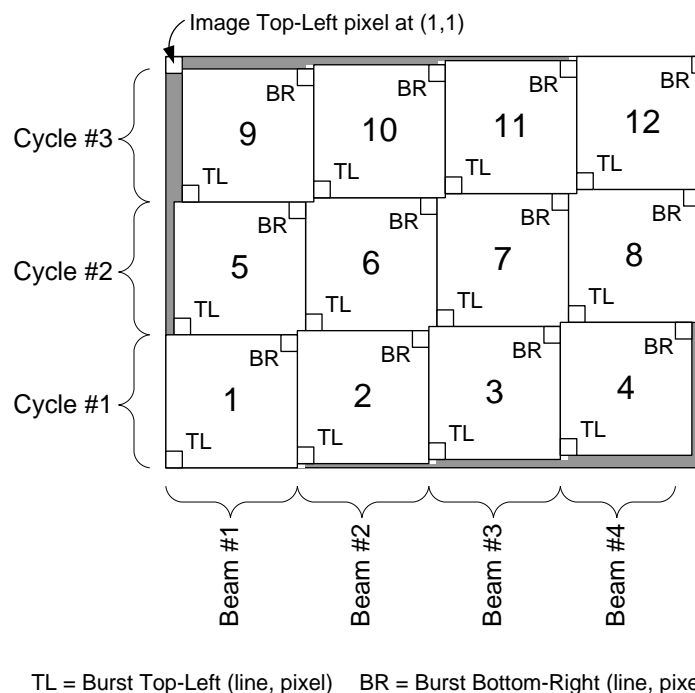 Image Top-Left pixel at (1,1)
Cycle #3
BR
9
TL
BR
10
TL
BR
11
TL
BR
12
TL
Cycle #2
BR
5
TL
BR
6
TL
BR
7
TL
BR
8
TL
Cycle #1
BR
1
TL
BR
2
TL
BR
3
TL
BR
4
TL
Beam #1
Beam #2
Beam #3
Beam #4
TL = Burst Top-Left (line, pixel) BR = Burst Bottom-Right (line,